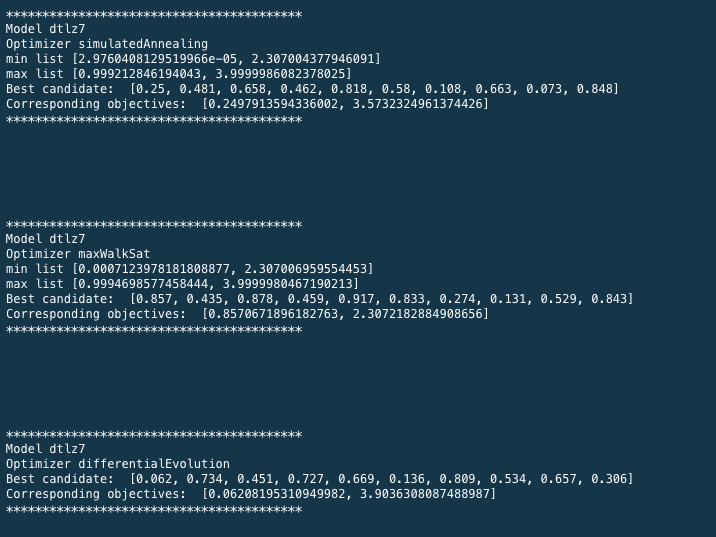 *****************************************
Model dtlz7
Optimizer simulatedAnnealing
min list [2.9760408129519966e-05, 2.307004377946091]
max list [0.999212846194043, 3.9999986082378025]
Best candidate:  [0.25, 0.481, 0.658, 0.462, 0.818, 0.58, 0.108, 0.663, 0.073, 0.848]
Corresponding objectives:  [0.2497913594336002, 3.5732324961374426]
*****************************************
*****************************************
Model dtlz7
Optimizer maxWalkSat
min list [0.0007123978181808877, 2.307006959554453]
max list [0.9994698577458444, 3.9999980467190213]
Best candidate:  [0.857, 0.435, 0.878, 0.459, 0.917, 0.833, 0.274, 0.131, 0.529, 0.843]
Corresponding objectives:  [0.8570671896182763, 2.3072182884908656]
*****************************************
*****************************************
Model dtlz7
Optimizer differentialEvolution
Best candidate:  [0.062, 0.734, 0.451, 0.727, 0.669, 0.136, 0.809, 0.534, 0.657, 0.306]
Corresponding objectives:  [0.06208195310949982, 3.9036308087488987]
*****************************************